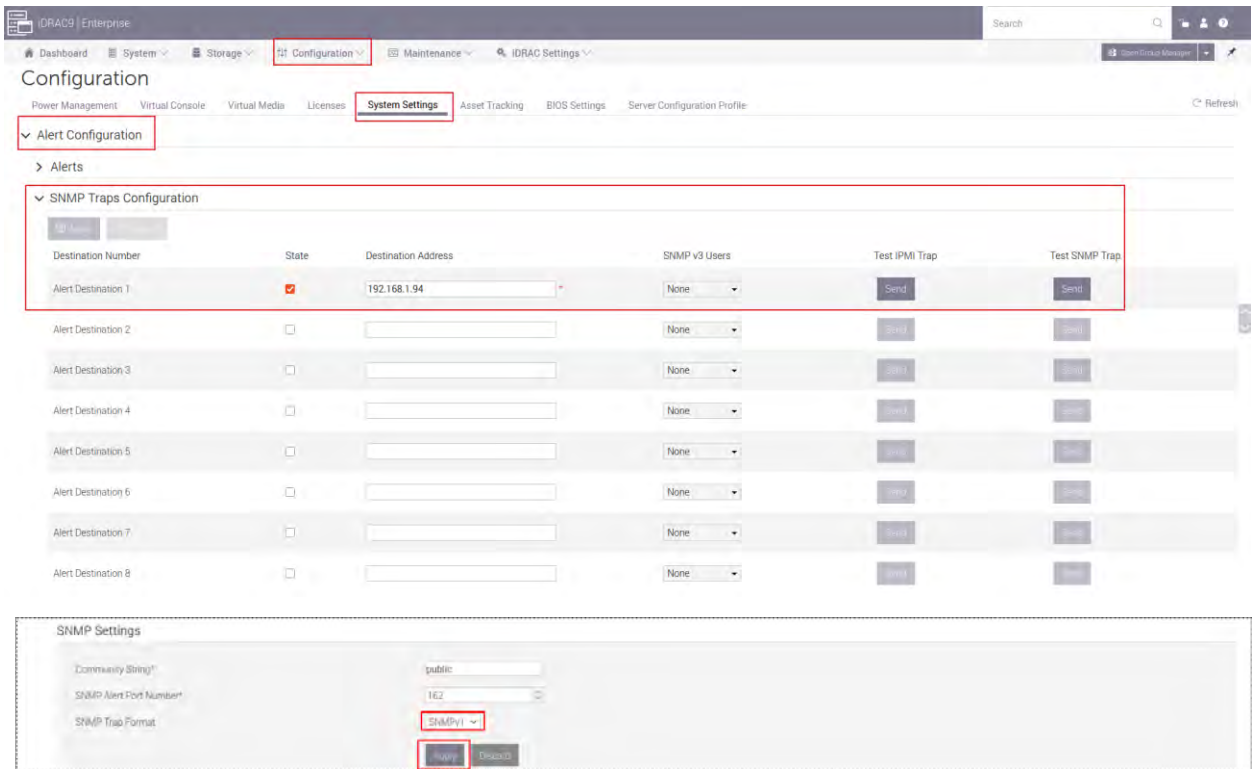 iDRAC9 | Enterprise Search
Dashboard System Storage Configuration Maintenance iDRAC Settings Open Group Manager
Configuration
Power Management Virtual Console Virtual Media Licenses System Settings Asset Tracking BIOS Settings Server Configuration Profile Refresh
Alert Configuration
Alerts
SNMP Traps Configuration
Destination Number State Destination Address SNMP v3 Users Test IPMI Trap Test SNMP Trap
Alert Destination 1 192.168.1.94 * None Send Send
Alert Destination 2 None Send Send
Alert Destination 3 None Send Send
Alert Destination 4 None Send Send
Alert Destination 5 None Send Send
Alert Destination 6 None Send Send
Alert Destination 7 None Send Send
Alert Destination 8 None Send Send
SNMP Settings
Community String* public
SNMP Alert Port Number* 162
SNMP Trap Format SNMPv1
Apply Discard